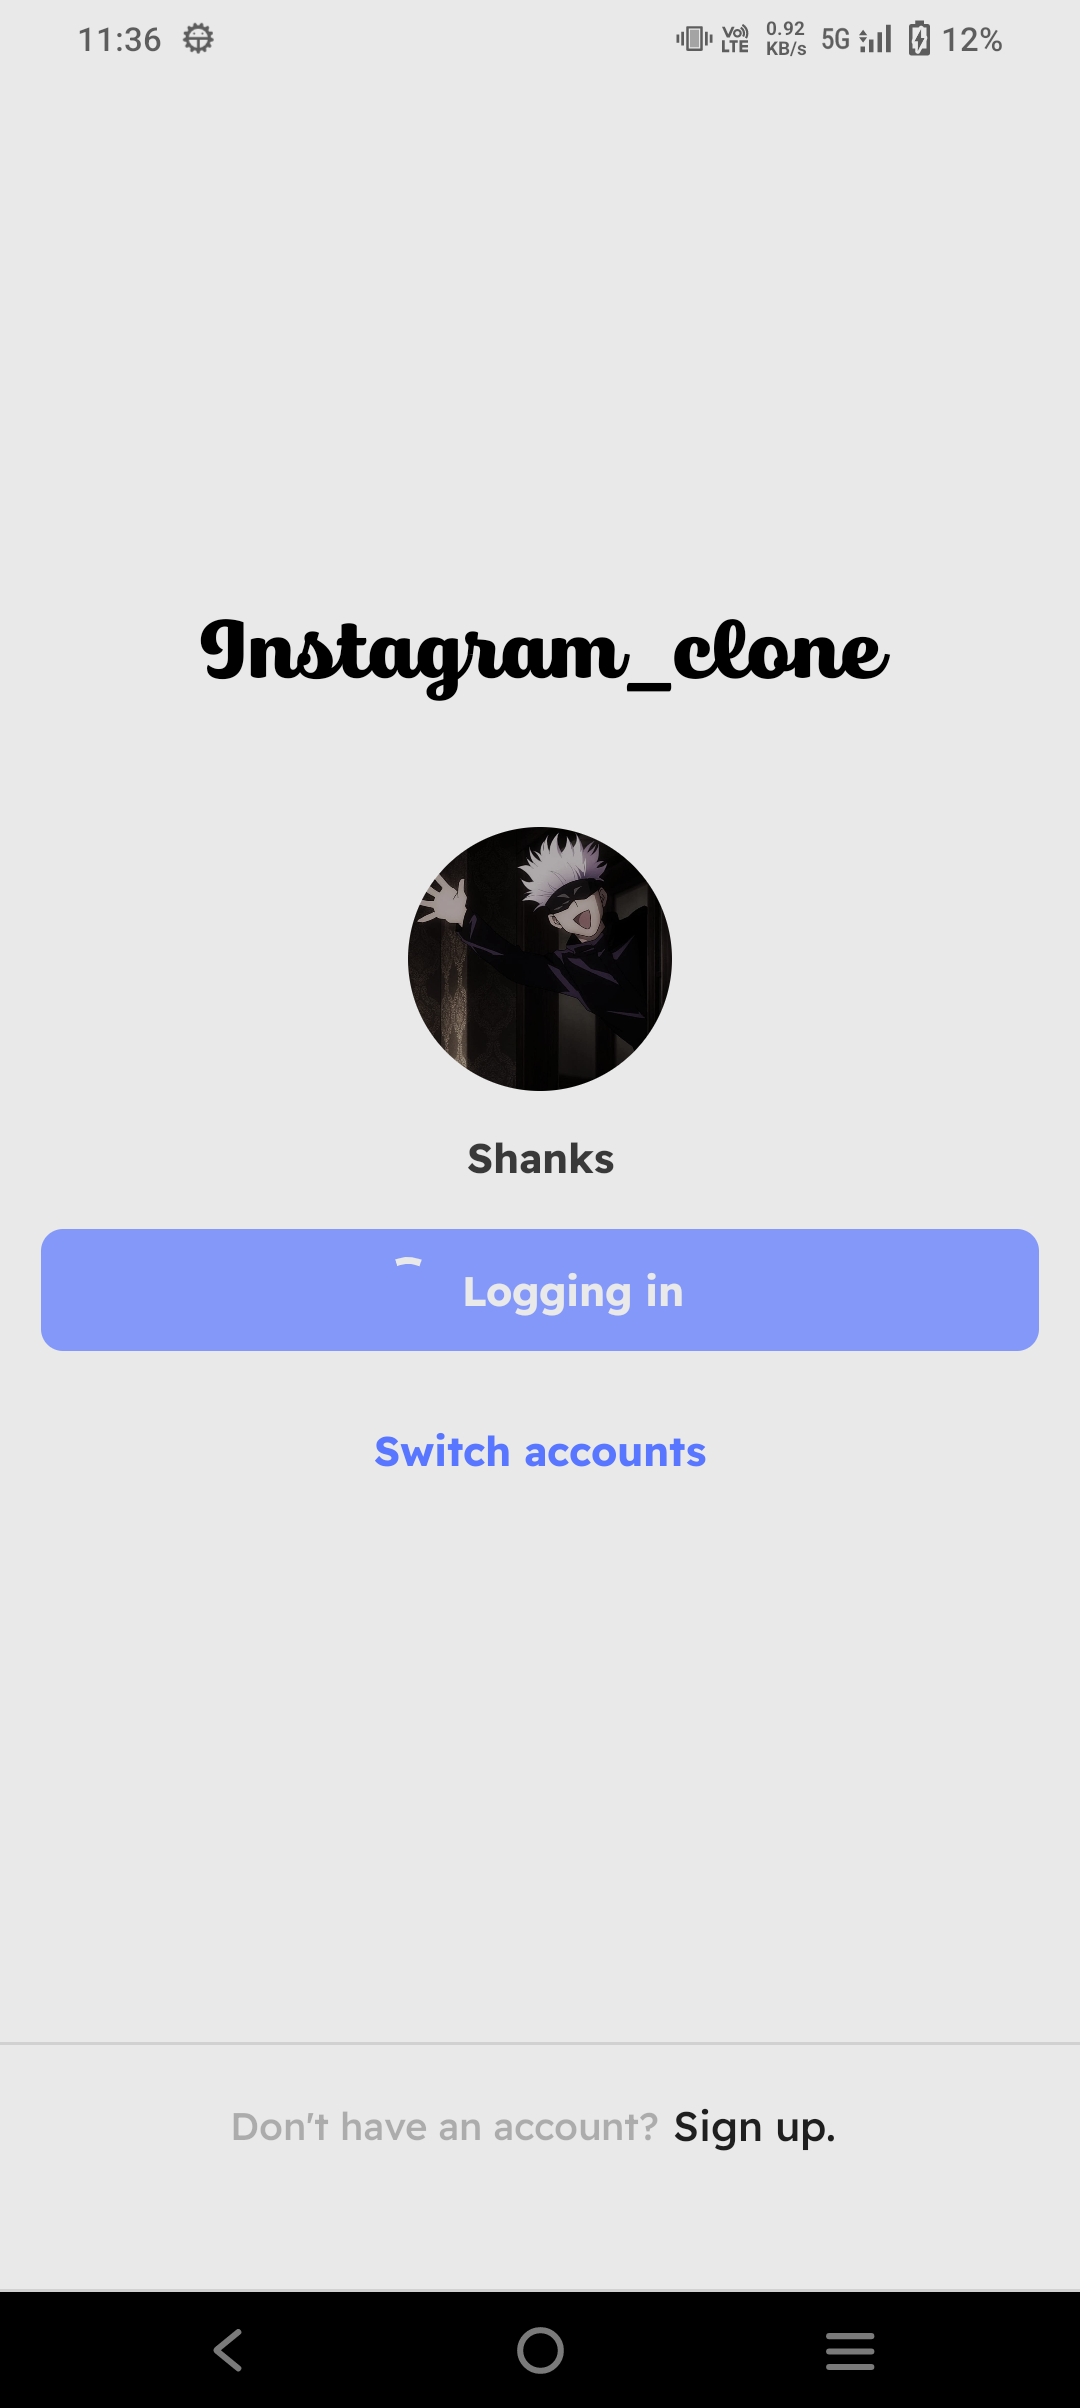 11:36 Vo)) LTE 0.92 KB/s 5G 12%
Instagram_clone
Shanks
Logging in
Switch accounts
Don't have an account? Sign up.